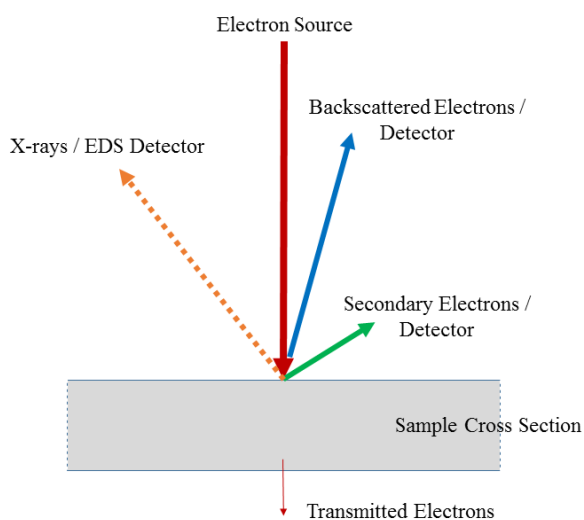 Electron Source
Backscattered Electrons /
Detector
X-rays / EDS Detector
Secondary Electrons /
Detector
Sample Cross Section
Transmitted Electrons